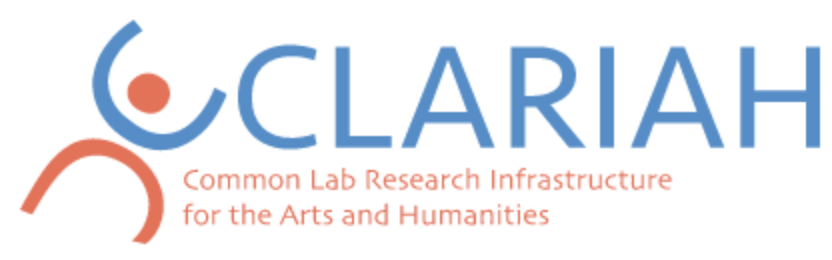 CLARIAH
Common Lab Research Infrastructure
for the Arts and Humanities